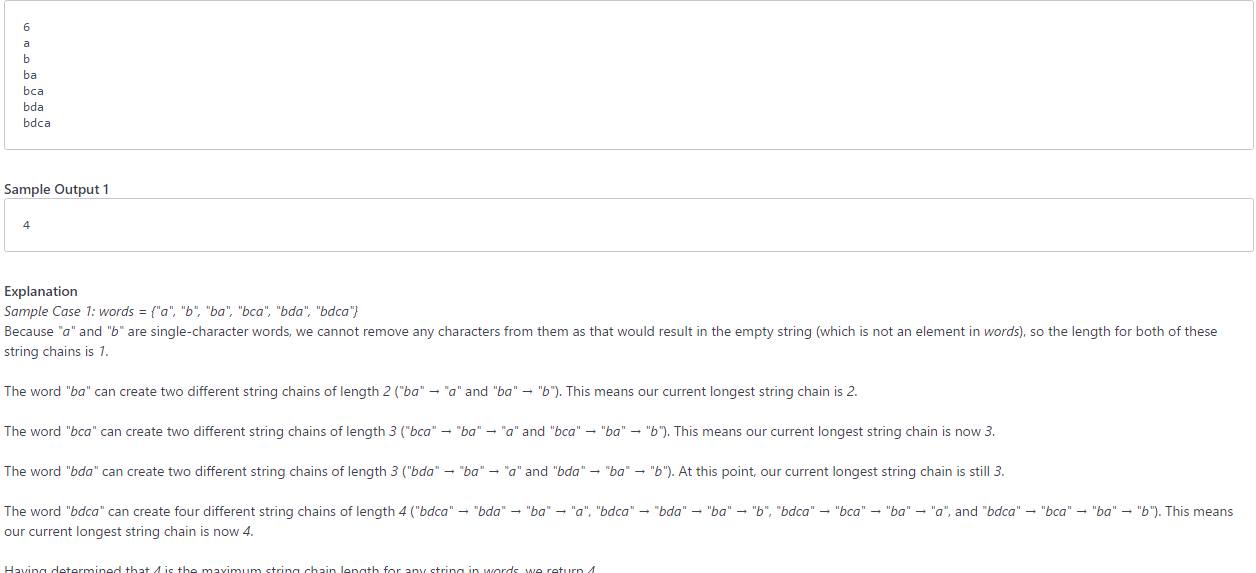 6
a
b
ba
bca
bda
bdca
Sample Output 1
4
Explanation
Sample Case 1: words = {"a", "b", "ba", "bca", "bda", "bdca"}
Because "a" and "b" are single-character words, we cannot remove any characters from them as that would result in the empty string (which is not an element in words), so the length for both of these
string chains is 1.
The word "ba" can create two different string chains of length 2 ("ba" → "a" and "ba" → "b"). This means our current longest string chain is 2.
The word "bca" can create two different string chains of length 3 ("bca" → "ba" → "a" and "bca" → "ba" → "b"). This means our current longest string chain is now 3.
The word "bda" can create two different string chains of length 3 ("bda" → "ba" → "a" and "bda" → "ba" → "b"). At this point, our current longest string chain is still 3.
The word "bdca" can create four different string chains of length 4 ("bdca" → "bda" → "ba" → "a", "bdca" → "bda" → "ba" → "b", "bdca" → "bca" → "ba" → "a", and "bdca" → "bca" → "ba" → "b"). This means
our current longest string chain is now 4.
Having determined that 4 is the maximum string chain length for any string in words, we return 4.